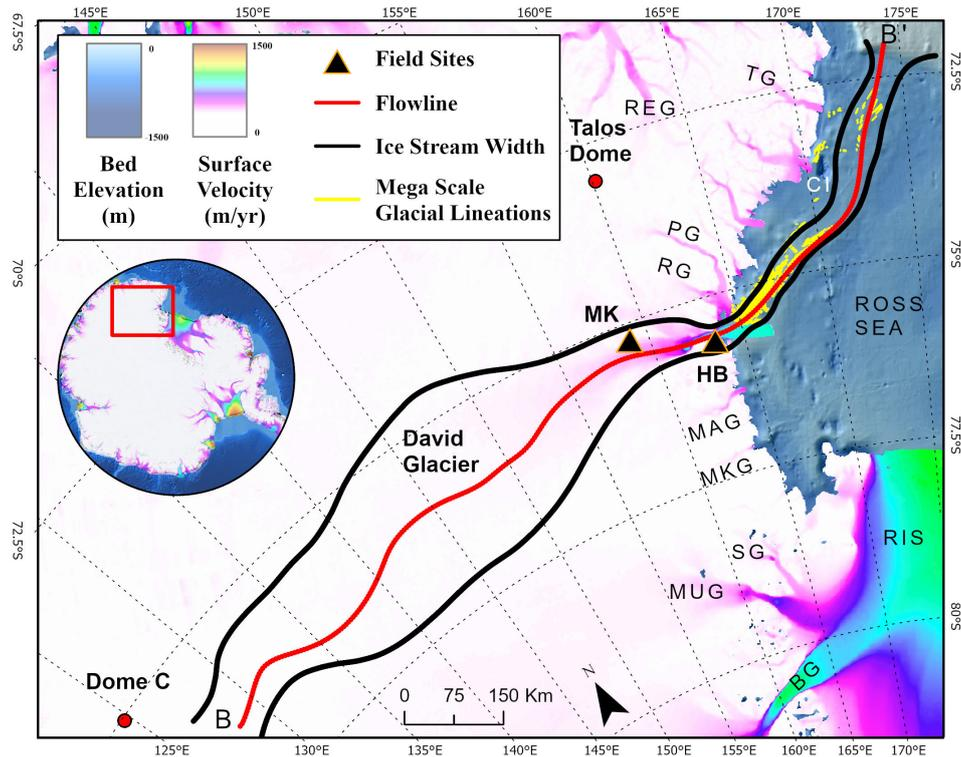 145°E
150°E
155°E
160°E
165°E
170°E
175°E
67.5°S
70°S
72.5°S
72.5°S
75°S
77.5°S
80°S
0
-1500
Bed
Elevation
(m)
1500
0
Surface
Velocity
(m/yr)
Field Sites
Flowline
Ice Stream Width
Mega Scale
Glacial Lineations
B'
TG
REG
Talos
Dome
CI
PG
RG
MK
HB
ROSS
SEA
MAG
MKG
David
Glacier
SG
MUG
RIS
BG
Dome C
B
0 75 150 Km
N
125°E
130°E
135°E
140°E
145°E
150°E
155°E
160°E
165°E
170°E